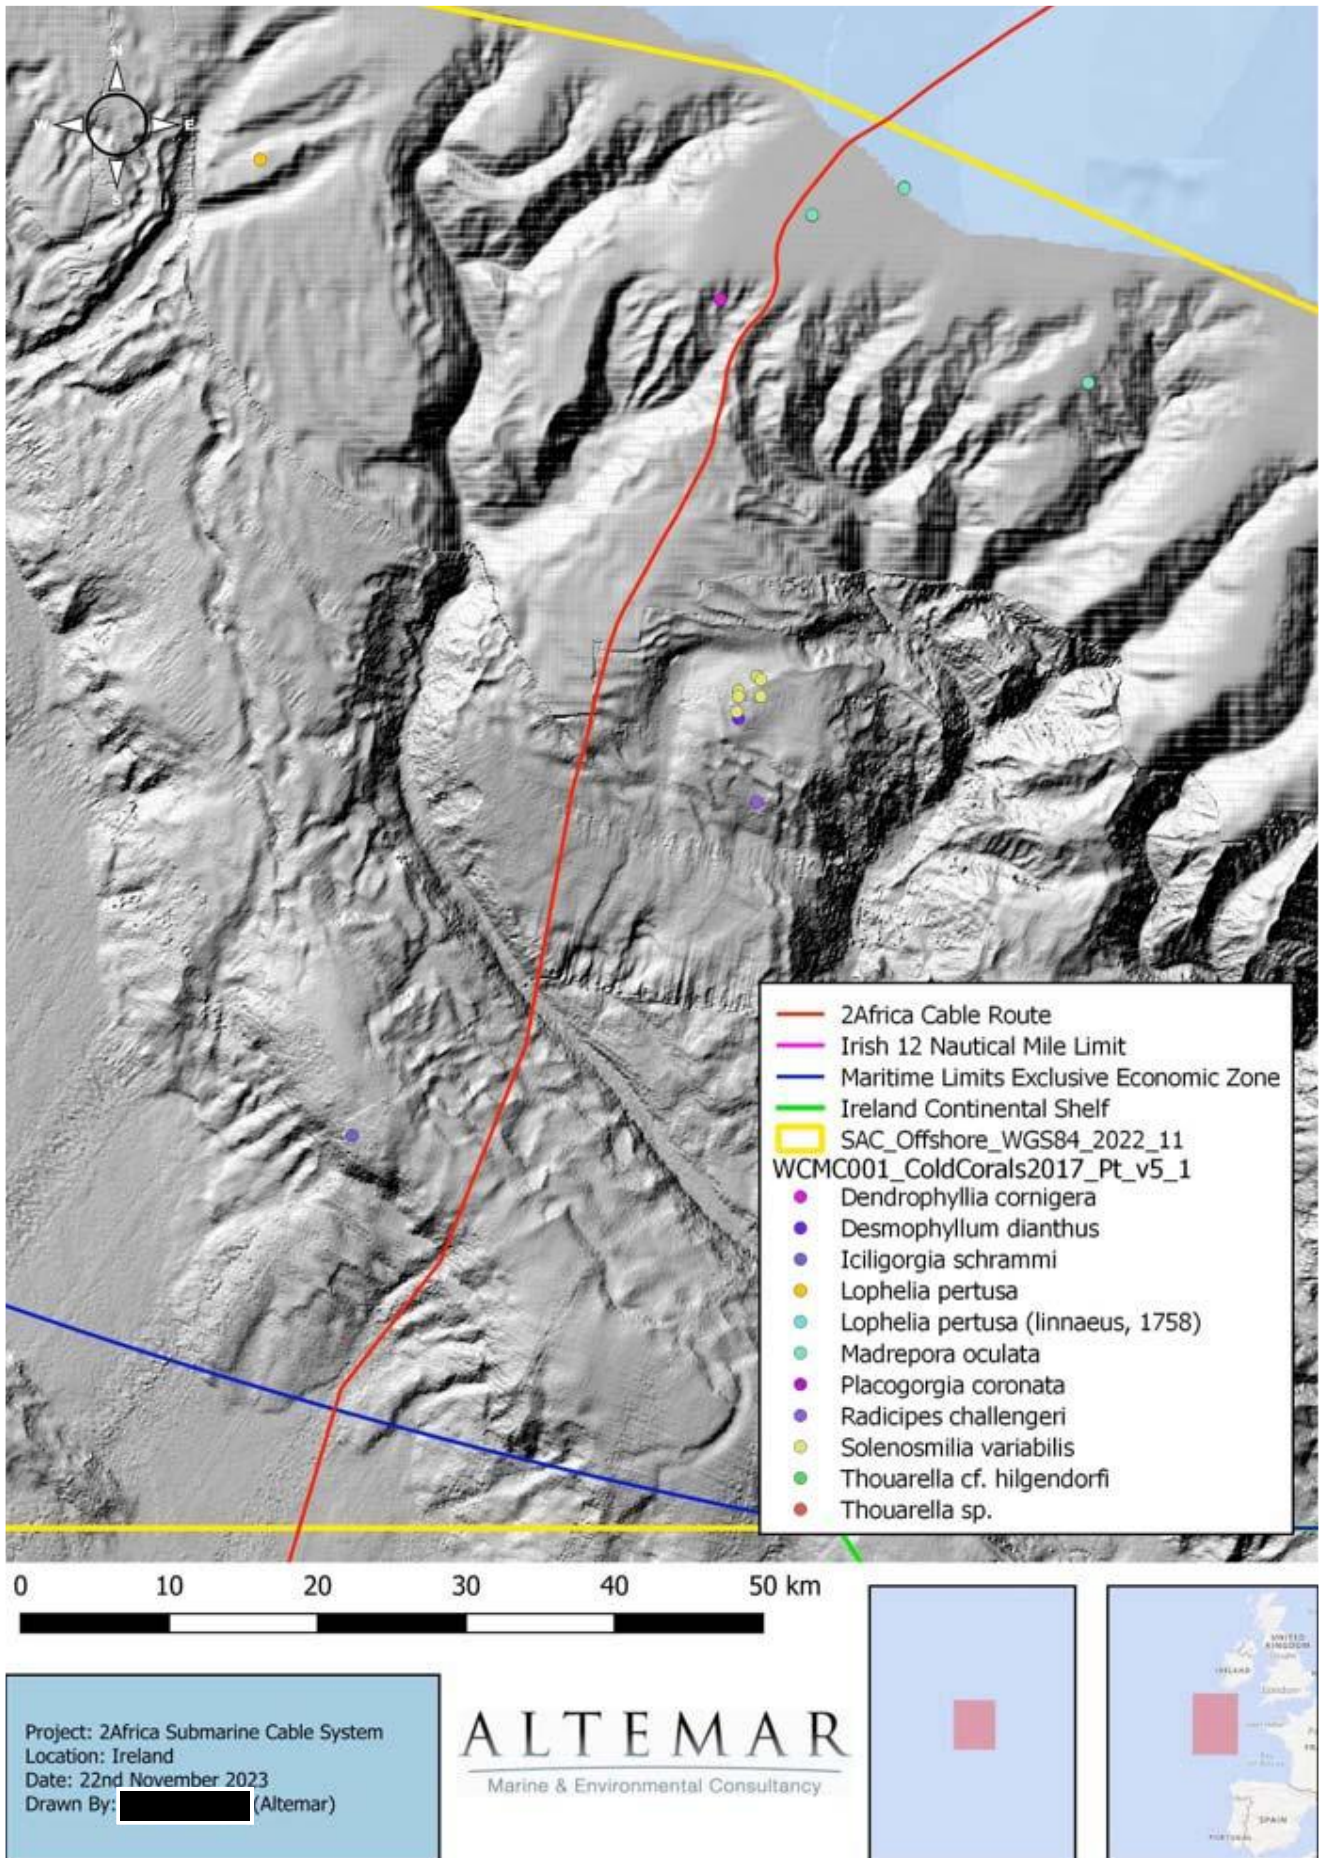 N
W E
S
2Africa Cable Route
Irish 12 Nautical Mile Limit
Maritime Limits Exclusive Economic Zone
Ireland Continental Shelf
SAC_Offshore_WGS84_2022_11
WCMC001_ColdCorals2017_Pt_v5_1
Dendrophyllia cornigera
Desmophyllum dianthus
Iciligorgia schrammi
Lophelia pertusa
Lophelia pertusa (linnaeus, 1758)
Madrepora oculata
Placogorgia coronata
Radicipes challengeri
Solenosmilia variabilis
Thouarella cf. hilgendorfi
Thouarella sp.
0 10 20 30 40 50 km
Project: 2Africa Submarine Cable System
Location: Ireland
Date: 22nd November 2023
Drawn By: (Altemar)
ALTEMAR
Marine & Environmental Consultancy
UNITED
KINGDOM
IRELAND
London
SPAIN
PORTUGAL